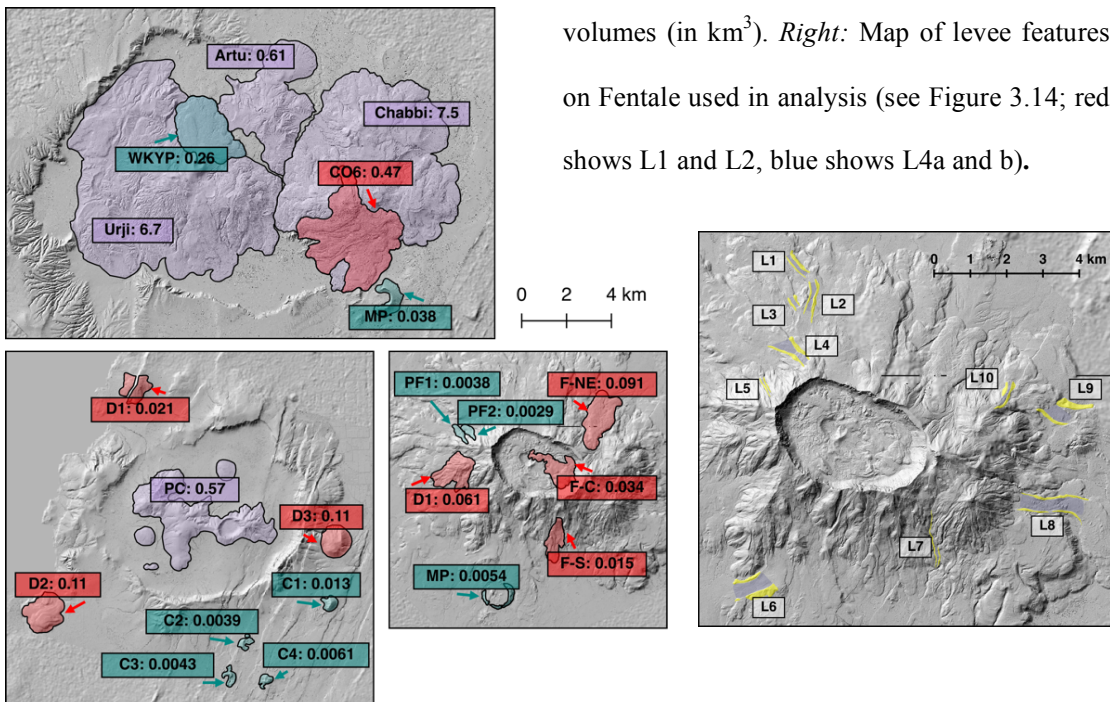 volumes (in km³). Right: Map of levee features
on Fentale used in analysis (see Figure 3.14; red
shows L1 and L2, blue shows L4a and b).
Artu: 0.61
Chabbi: 7.5
WKYP: 0.26
CO6: 0.47
Urji: 6.7
MP: 0.038
0 2 4 km
L1
0 1 2 3 4 km
L2
L3
L4
L5
L10
L9
L8
L7
L6
D1: 0.021
PC: 0.57
D3: 0.11
D2: 0.11
C1: 0.013
C2: 0.0039
C3: 0.0043
C4: 0.0061
PF1: 0.0038
F-NE: 0.091
PF2: 0.0029
D1: 0.061
F-C: 0.034
F-S: 0.015
MP: 0.0054